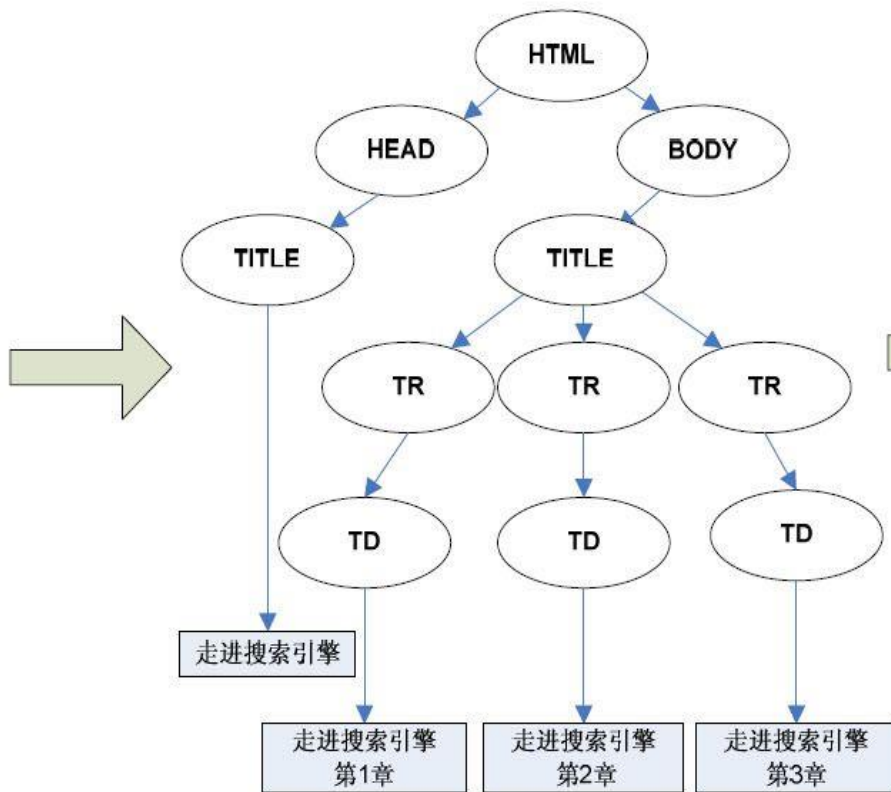 HTML
HEAD
BODY
TITLE
TITLE
TR
TR
TR
TD
TD
TD
走进搜索引擎
走进搜索引擎
第1章
走进搜索引擎
第2章
走进搜索引擎
第3章